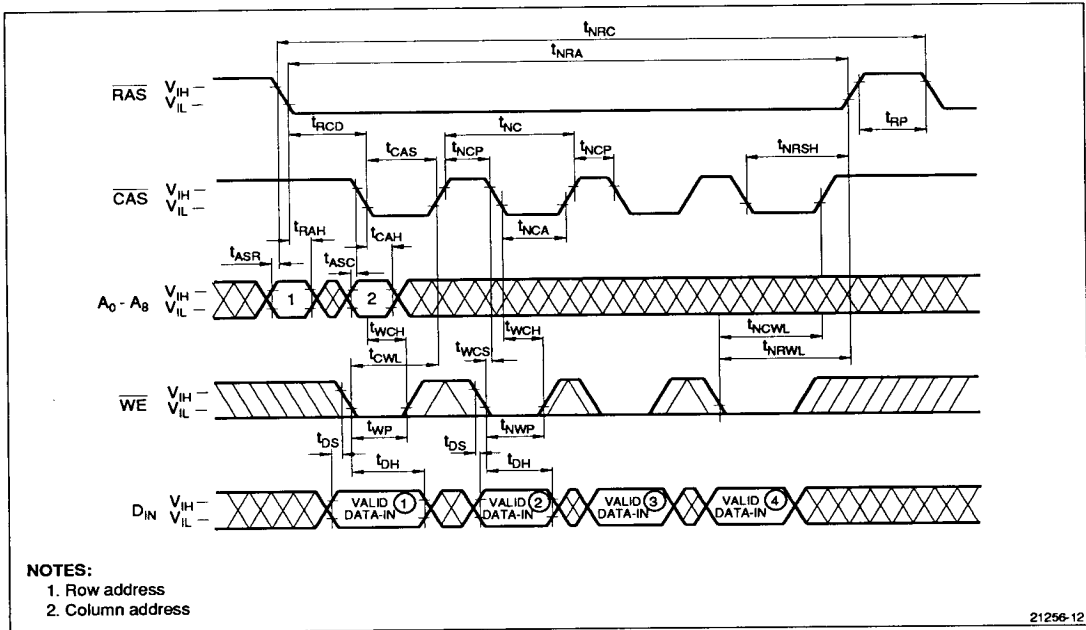 tNRC
tNRA
RAS VIH
VIL
tRCD
tNC
tRP
tCAS
tNCP
tNCP
tNRSH
CAS VIH
VIL
tNCA
tRAH
tCAH
tASR
tASC
A0 - A8 VIH
VIL
1
2
tWCH
tWCH
tNCWL
tCWL
tWCS
tNRWL
WE VIH
VIL
tWP
tNWP
tDS
tDS
tDH
tDH
DIN VIH
VIL
VALID DATA-IN 1
VALID DATA-IN 2
VALID DATA-IN 3
VALID DATA-IN 4
NOTES:
1. Row address
2. Column address
21256-12